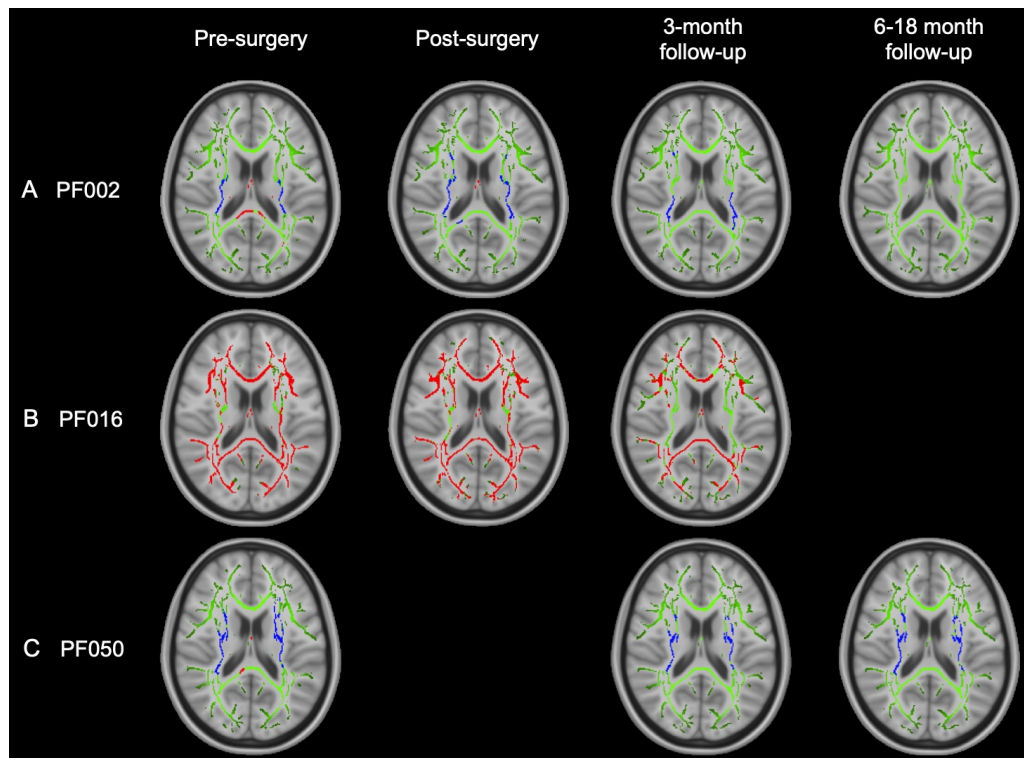 Pre-surgery
Post-surgery
3-month
follow-up
6-18 month
follow-up
A PF002
B PF016
C PF050